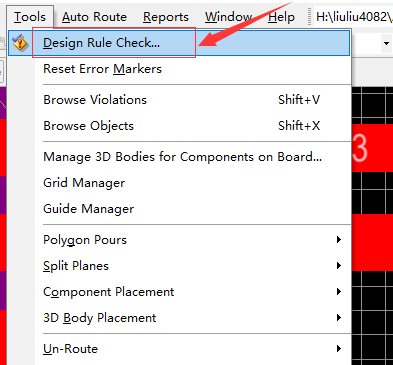 Tools Auto Route Reports Window Help H:\liuliu4082\
Design Rule Check...
Reset Error Markers
Browse Violations Shift+V
Browse Objects Shift+X
Manage 3D Bodies for Components on Board...
3
Grid Manager
Guide Manager
Polygon Pours
Split Planes
Component Placement
3D Body Placement
Un-Route